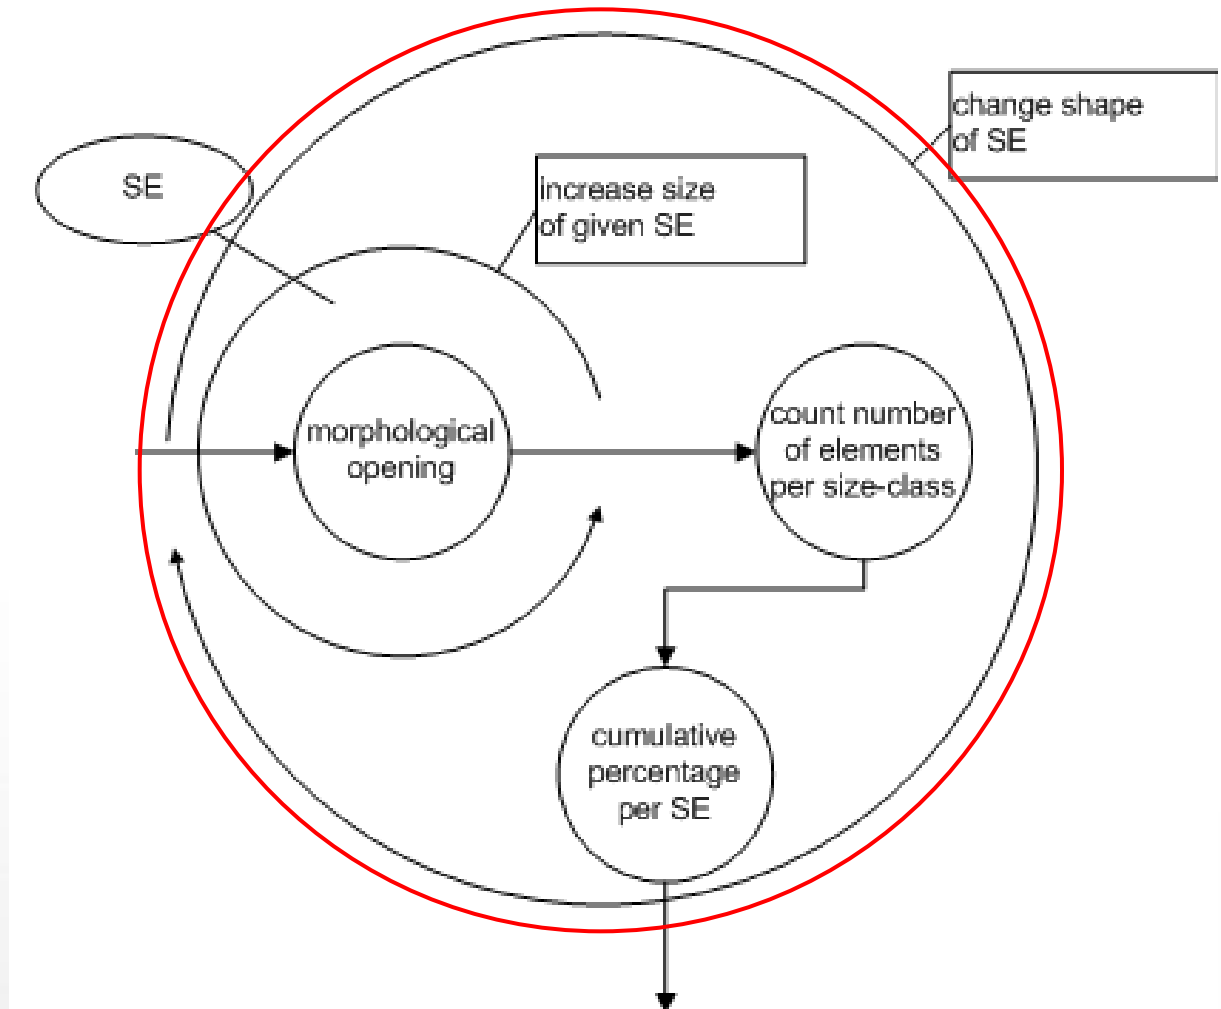 change shape
of SE
SE
increase size
of given SE
morphological
opening
count number
of elements
per size-class
cumulative
percentage
per SE